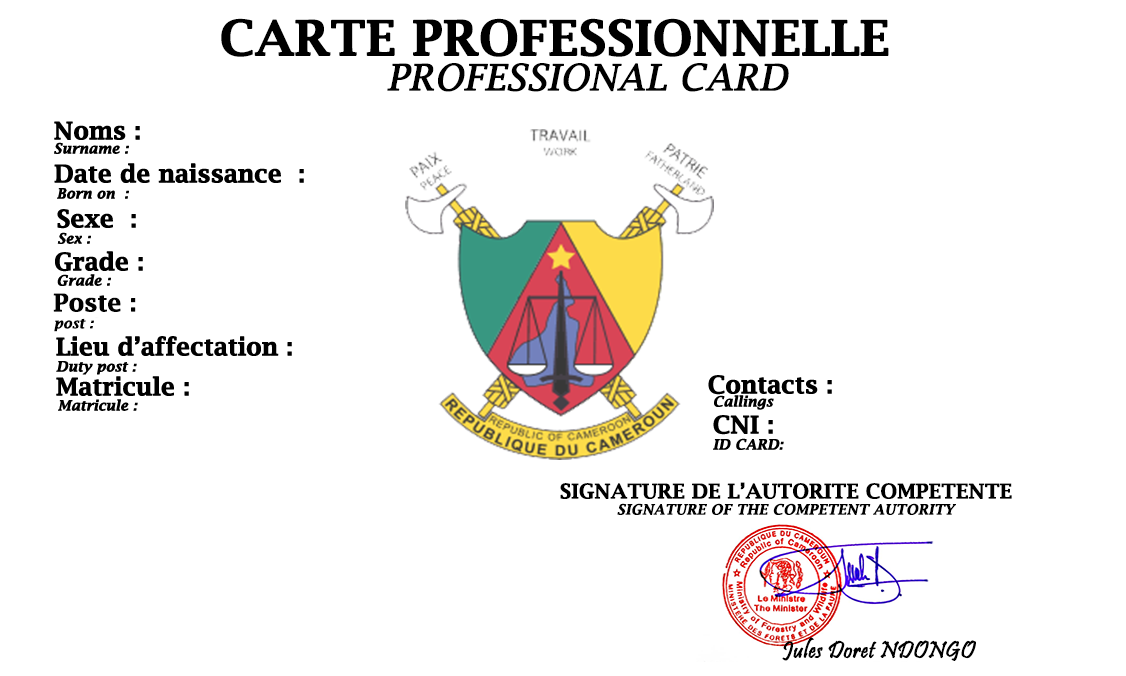 CARTE PROFESSIONNELLE
PROFESSIONAL CARD
Noms :
Surname :
Date de naissance :
Born on :
Sexe :
Sex :
Grade :
Grade :
Poste :
post :
Lieu d'affectation :
Duty post :
Matricule :
Matricule :
TRAVAIL
WORK
PAIX
PEACE
PATRIE
FATHERLAND
REPUBLIC OF CAMEROON
REPUBLIQUE DU CAMEROUN
Contacts :
Callings
CNI :
ID CARD:
SIGNATURE DE L'AUTORITE COMPETENTE
SIGNATURE OF THE COMPETENT AUTORITY
REPUBLIQUE DU CAMEROUN
Republic of Cameroon
Le Ministre
The Minister
Ministry of Forestry and Wildlife
MINISTÈRE DES FORETS ET DE LA FAUNE
Jules Doret NDONGO